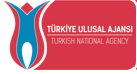 TÜRKİYE ULUSAL AJANSI
TURKISH NATIONAL AGENCY